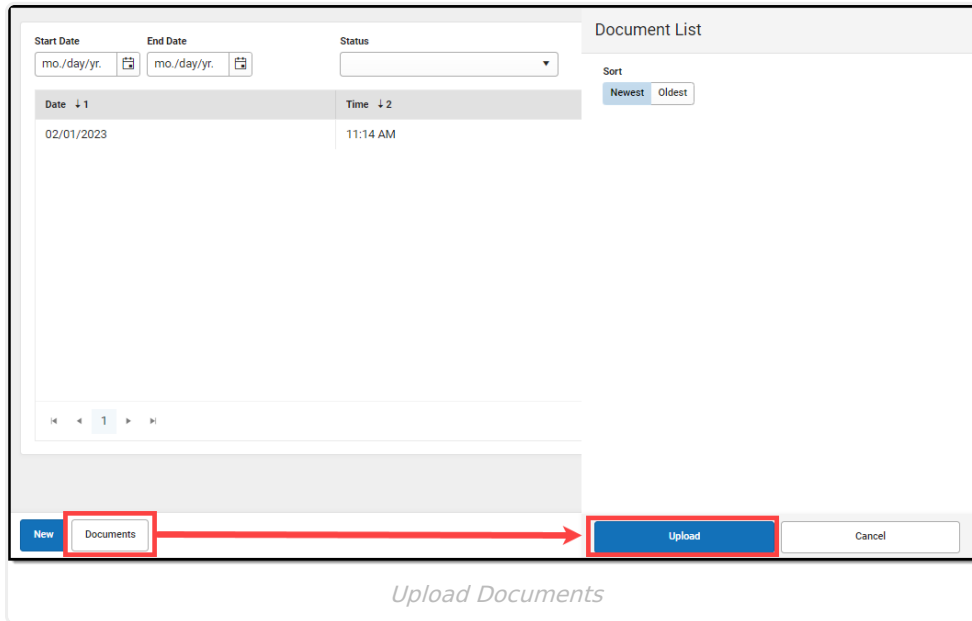 Start Date End Date Status
mo./day/yr. mo./day/yr.
Date ↓1 Time ↓2
02/01/2023 11:14 AM
1
New Documents
Document List
Sort
Newest Oldest
Upload Cancel
Upload Documents